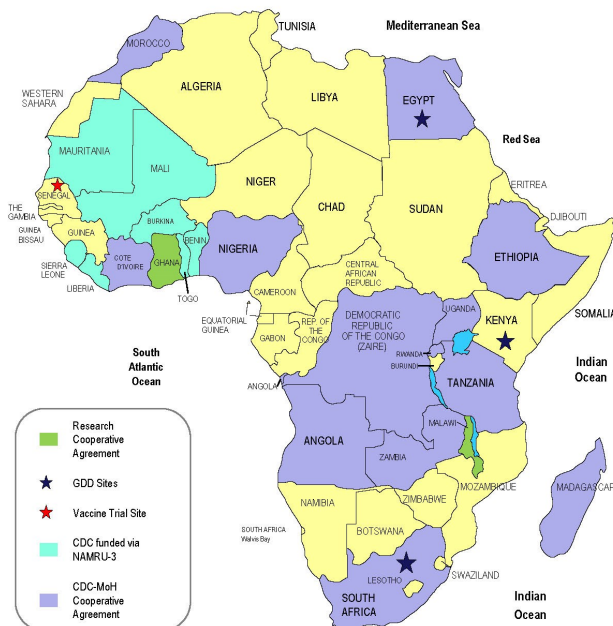 Mediterranean Sea
TUNISIA
MOROCCO
ALGERIA
LIBYA
EGYPT
WESTERN
SAHARA
Red Sea
MAURITANIA
MALI
NIGER
CHAD
SUDAN
ERITREA
SENEGAL
THE
GAMBIA
GUINEA
BISSAU
GUINEA
BURKINA
BENIN
NIGERIA
DJIBOUTI
SIERRA
LEONE
COTE
D'IVOIRE
GHANA
ETHIOPIA
CENTRAL
AFRICAN
REPUBLIC
LIBERIA
TOGO
CAMEROON
SOMALIA
EQUATORIAL
GUINEA
GABON
REP. OF
THE
CONGO
DEMOCRATIC
REPUBLIC
OF THE CONGO
(ZAIRE)
UGANDA
KENYA
RWANDA
BURUNDI
South
Atlantic
Ocean
Indian
Ocean
TANZANIA
ANGOLA
ANGOLA
MALAWI
ZAMBIA
MOZAMBIQUE
MADAGASCAR
ZIMBABWE
NAMIBIA
BOTSWANA
SOUTH AFRICA
Walvis Bay
SWAZILAND
LESOTHO
SOUTH
AFRICA
Indian
Ocean
Research
Cooperative
Agreement
GDD Sites
Vaccine Trial Site
CDC funded via
NAMRU-3
CDC-MoH
Cooperative
Agreement